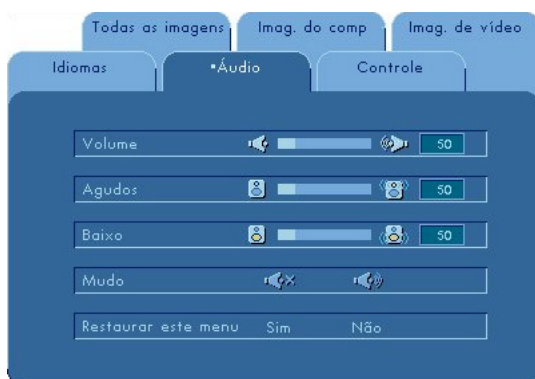 Todas as imagens Imag. do comp Imag. de vídeo
Idiomas •Áudio Controle
Volume 50
Agudos 50
Baixo 50
Mudo
Restaurar este menu Sim Não